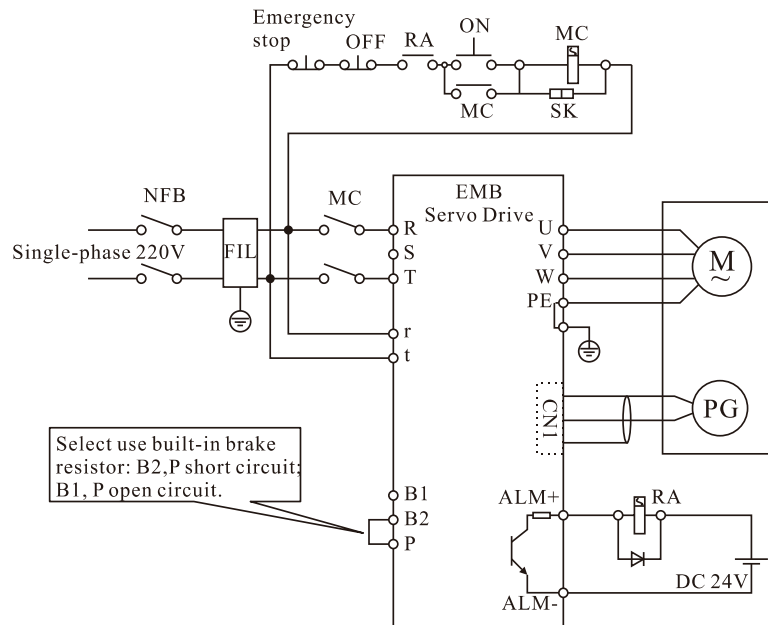 Emergency
stop
OFF
RA
ON
MC
MC
SK
NFB
MC
EMB
Servo Drive
Single-phase 220V
FIL
R
S
T
r
t
U
V
W
PE
M
~
CN1
PG
Select use built-in brake
resistor: B2,P short circuit;
B1, P open circuit.
B1
B2
P
ALM+
RA
DC 24V
ALM-